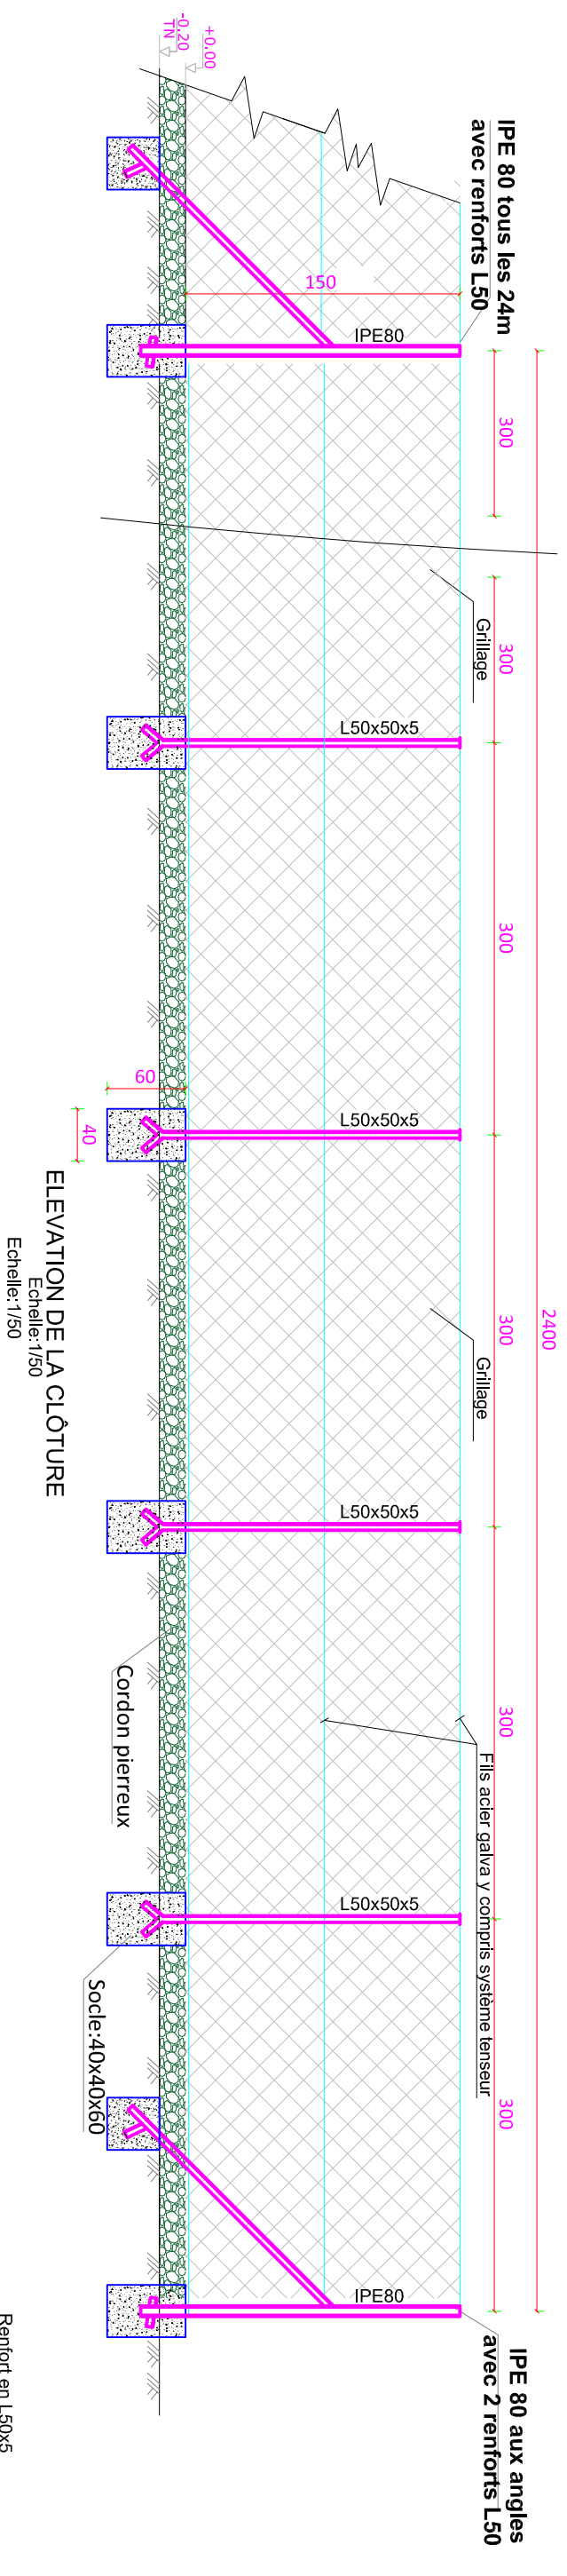 IPE 80 tous les 24m
avec renforts L50
IPE 80 aux angles
avec 2 renforts L50
2400
300
300
300
300
300
300
Grillage
Grillage
Fils acier galva y compris système tenseur
150
IPE80
L50x50x5
L50x50x5
L50x50x5
L50x50x5
IPE80
+0.00
-0.20
TN
60
40
Cordon pierreux
Socle:40x40x60
ELEVATION DE LA CLÔTURE
Echelle:1/50
Echelle:1/50
Renfort en L50x5